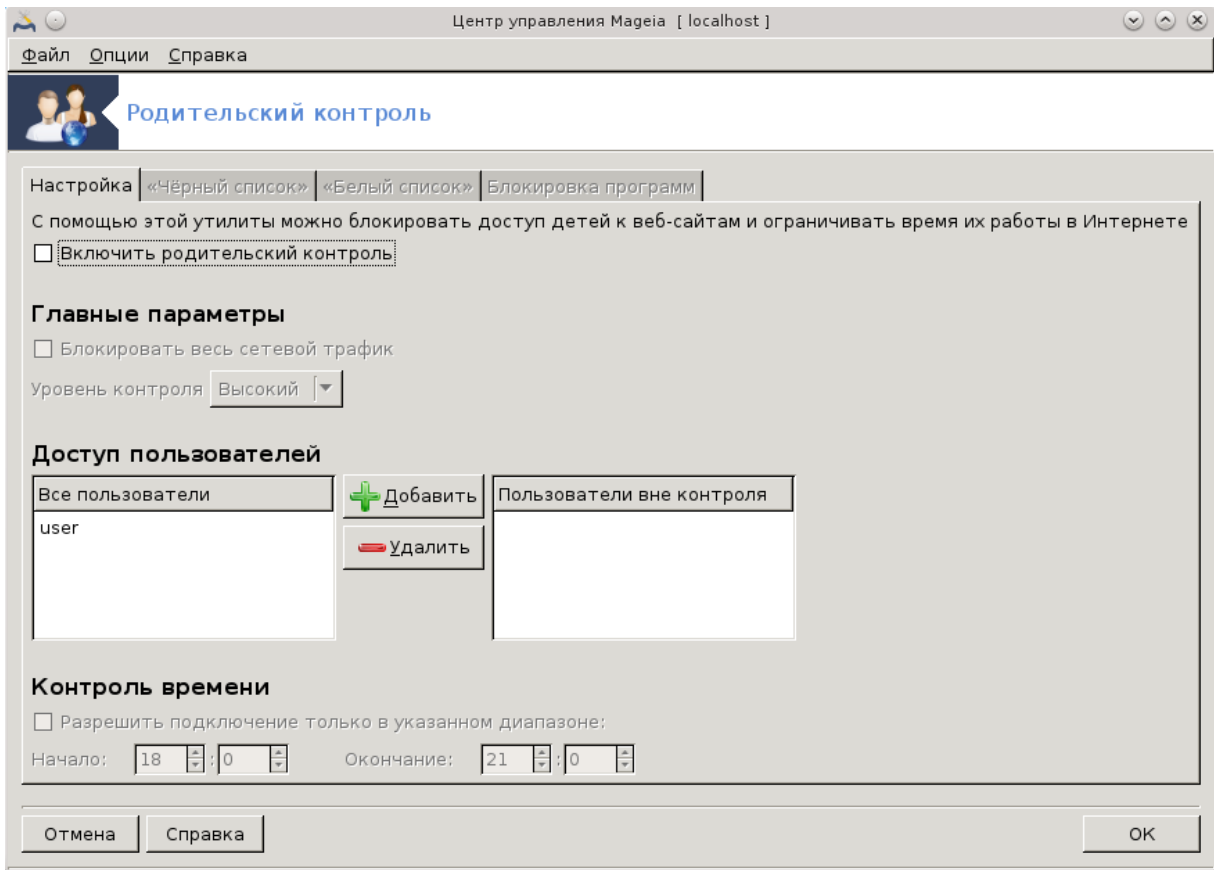 Центр управления Mageia [ localhost ]
Файл Опции Справка
Родительский контроль
Настройка «Чёрный список» «Белый список» Блокировка программ
С помощью этой утилиты можно блокировать доступ детей к веб-сайтам и ограничивать время их работы в Интернете
Включить родительский контроль
Главные параметры
Блокировать весь сетевой трафик
Уровень контроля Высокий
Доступ пользователей
Все пользователи Добавить Пользователи вне контроля
user
Удалить
Контроль времени
Разрешить подключение только в указанном диапазоне:
Начало: 18 : 0 Окончание: 21 : 0
Отмена Справка OK